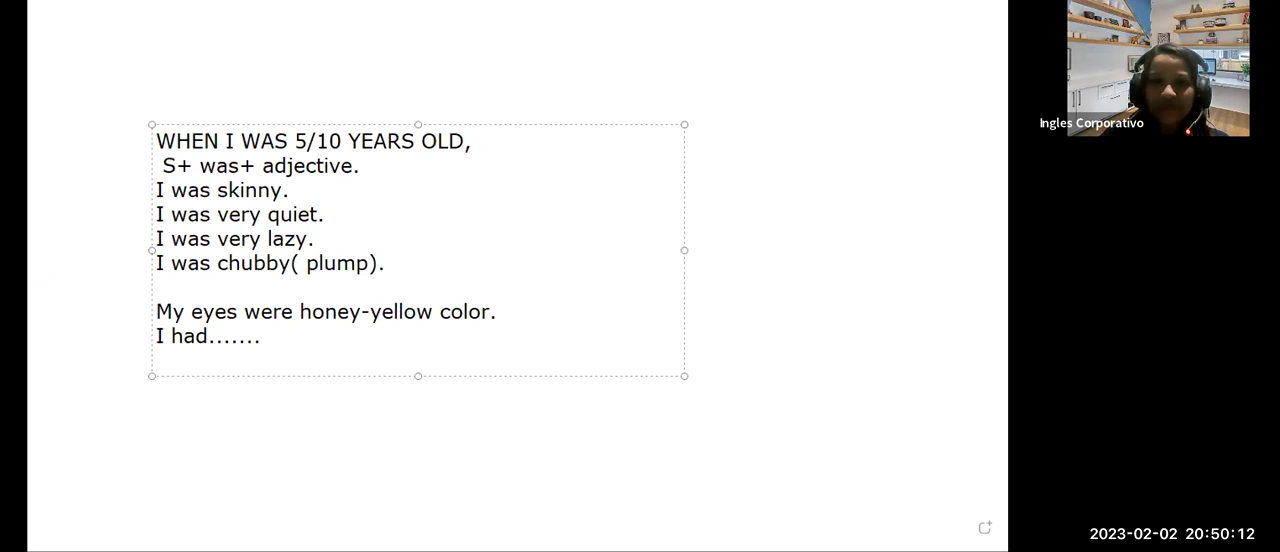 WHEN I WAS 5/10 YEARS OLD,
S+ was+ adjective.
I was skinny.
I was very quiet.
I was very lazy.
I was chubby( plump).
My eyes were honey-yellow color.
I had.......
Ingles Corporativo
2023-02-02 20:50:12